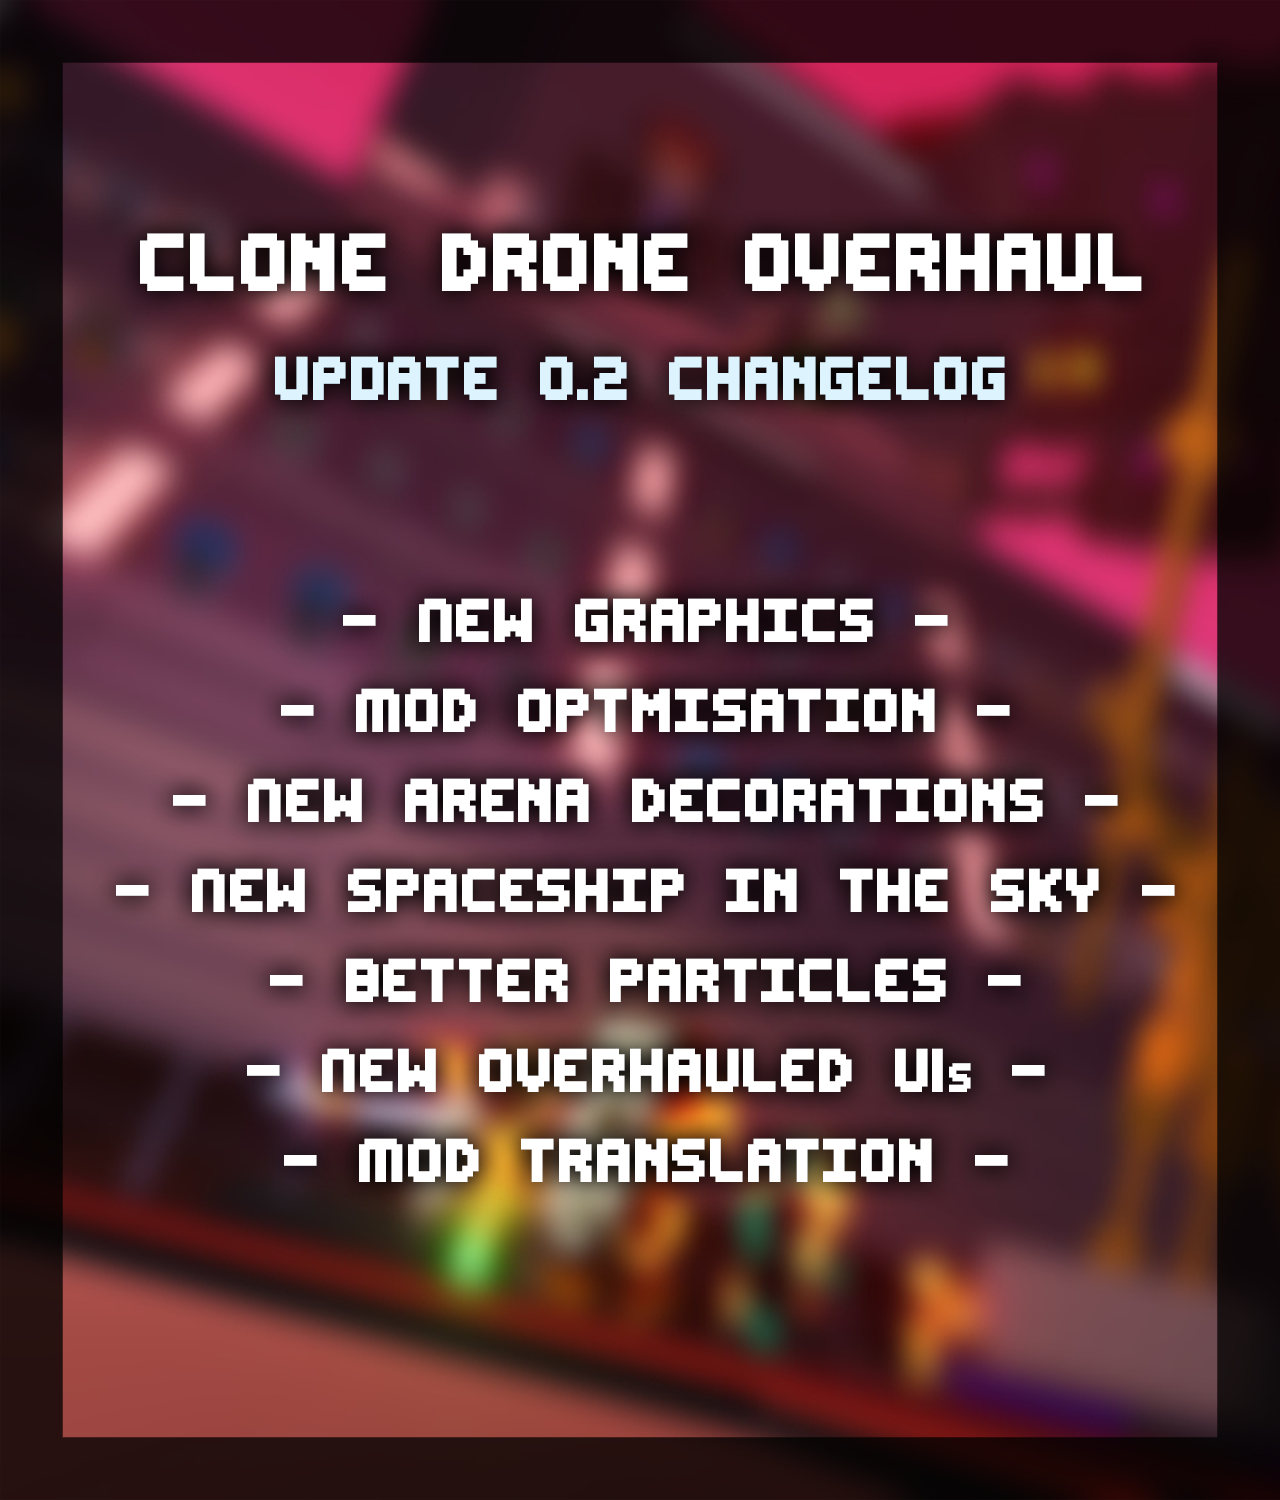 CLONE DRONE OVERHAUL
UPDATE 0.2 CHANGELOG
- NEW GRAPHICS -
- MOD OPTMISATION -
- NEW ARENA DECORATIONS -
- NEW SPACESHIP IN THE SKY -
- BETTER PARTICLES -
- NEW OVERHAULED UIs -
- MOD TRANSLATION -